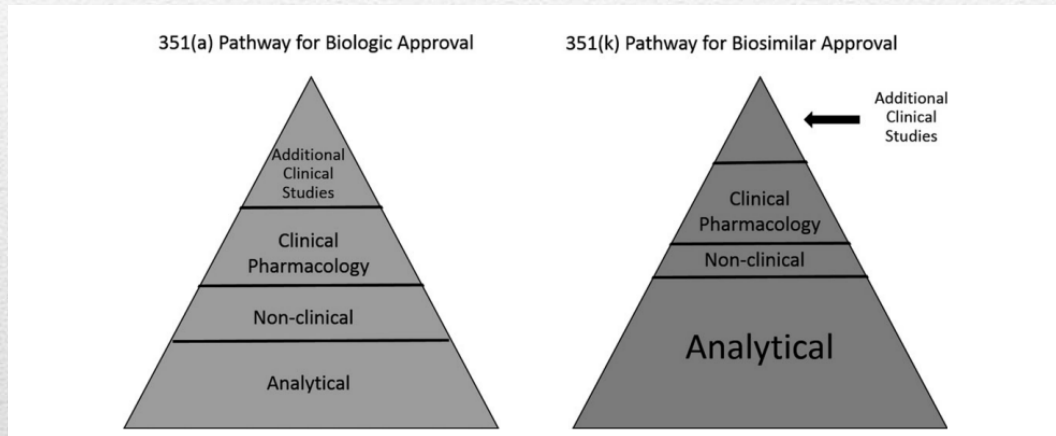 351(a) Pathway for Biologic Approval
Additional
Clinical
Studies
Clinical
Pharmacology
Non-clinical
Analytical
351(k) Pathway for Biosimilar Approval
Additional
Clinical
Studies
Clinical
Pharmacology
Non-clinical
Analytical